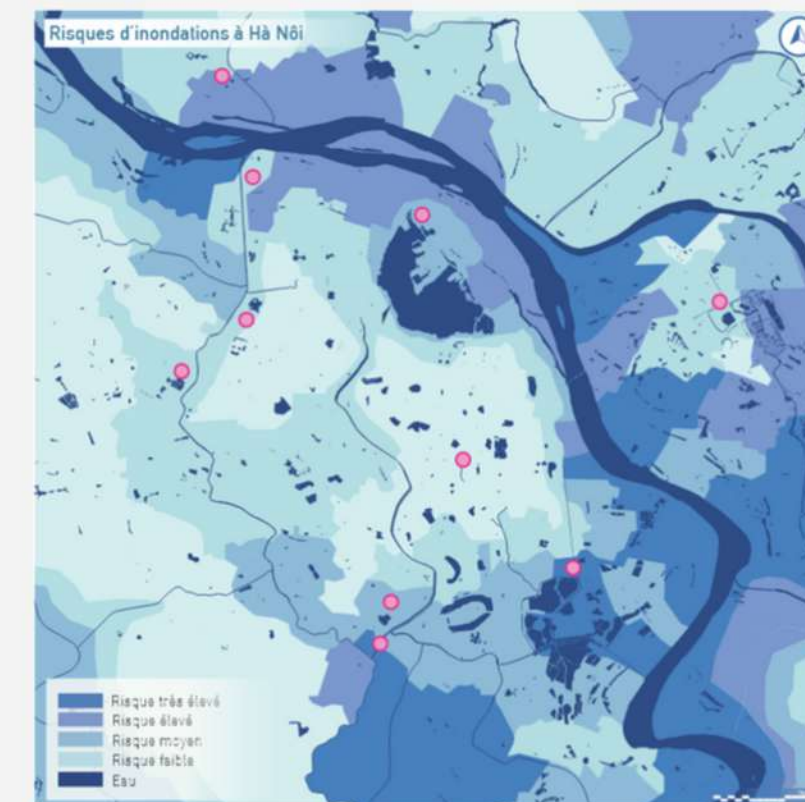 Risques d'inondations à Hà Nôi
Risque très élevé
Risque élevé
Risque moyen
Risque faible
Eau